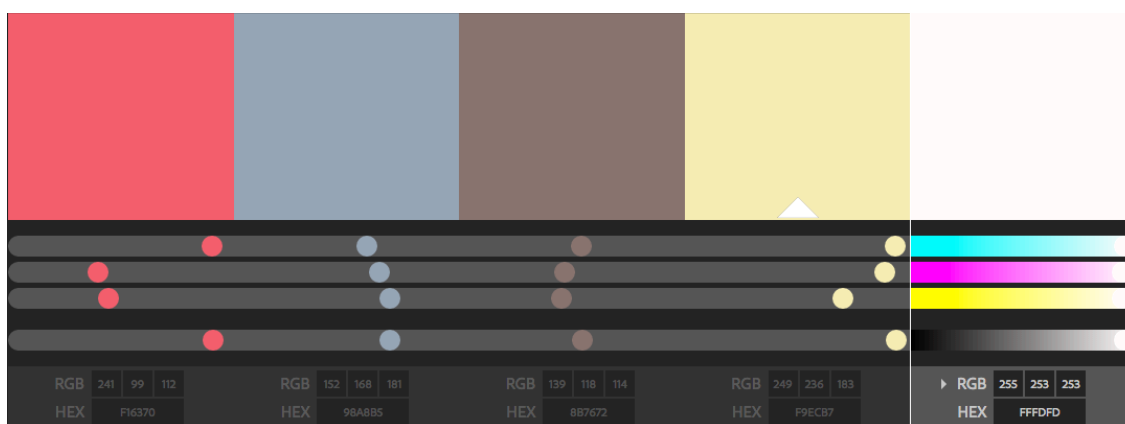 RGB 241 99 112 RGB 152 168 181 RGB 139 118 114 RGB 249 236 183 RGB 255 253 253
HEX F16370 HEX 98A8B5 HEX 8B7672 HEX F9ECB7 HEX FFFDFD